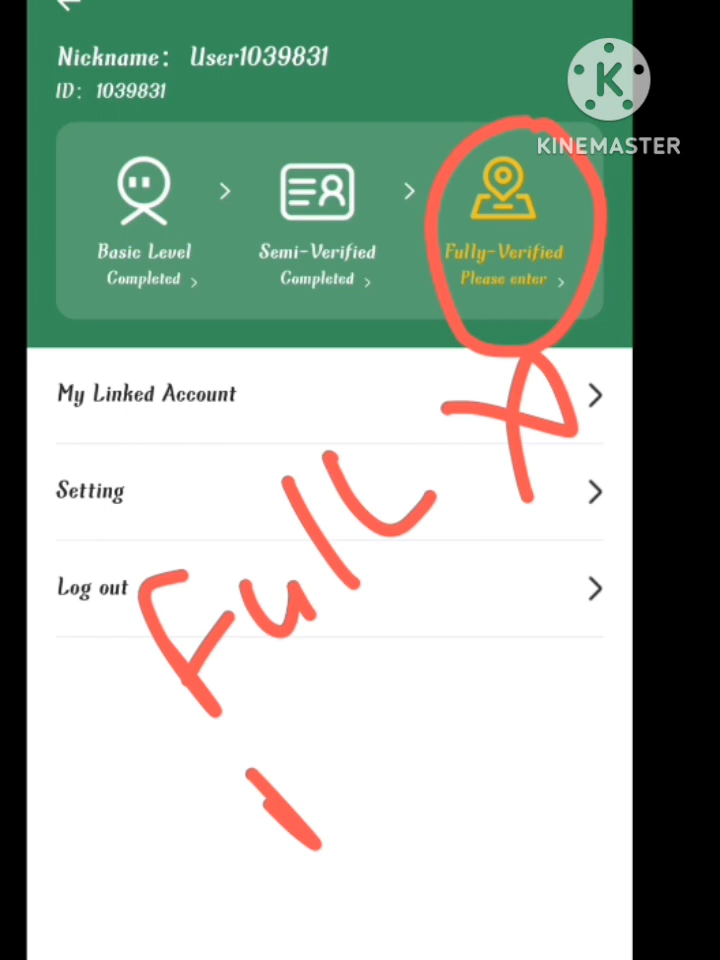 Nickname: User1039831
ID: 1039831
KINEMASTER
Basic Level
Completed
Semi-Verified
Completed
Fully-Verified
Please enter
My Linked Account
Setting
Log out
Full